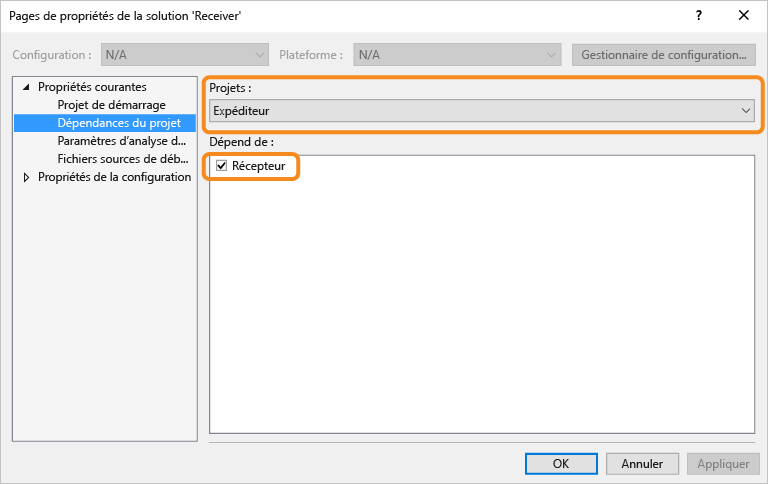 Pages de propriétés de la solution 'Receiver'
?
Configuration :
N/A
Plateforme :
N/A
Gestionnaire de configuration...
Propriétés courantes
Projet de démarrage
Dépendances du projet
Paramètres d'analyse d...
Fichiers sources de déb...
Propriétés de la configuration
Projets :
Expéditeur
Dépend de :
Récepteur
OK
Annuler
Appliquer